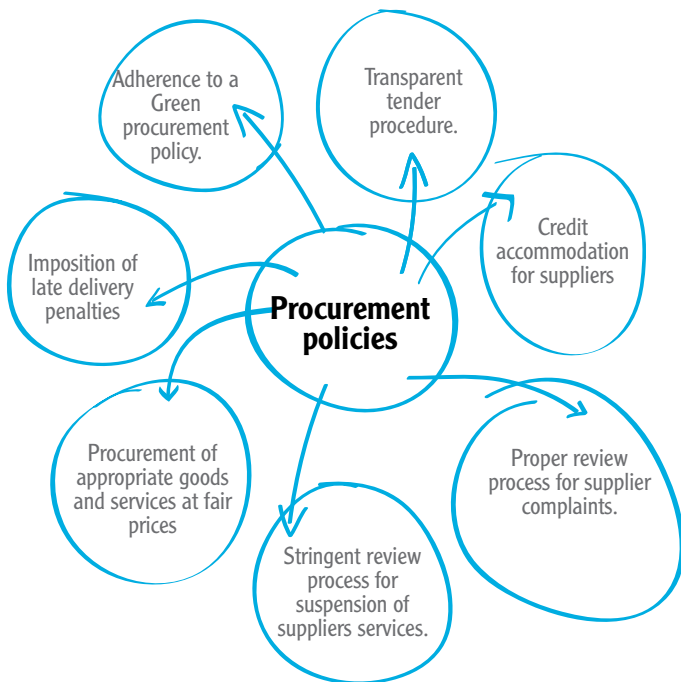 Adherence to a
Green
procurement
policy.
Transparent
tender
procedure.
Credit
accommodation
for suppliers
Imposition of
late delivery
penalties
Procurement
policies
Procurement of
appropriate goods
and services at fair
prices
Proper review
process for supplier
complaints.
Stringent review
process for
suspension of
suppliers services.